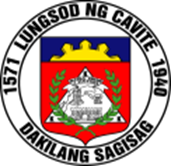 1571 LUNGSOD NG CAVITE 1940
DAKILANG SAGISAG